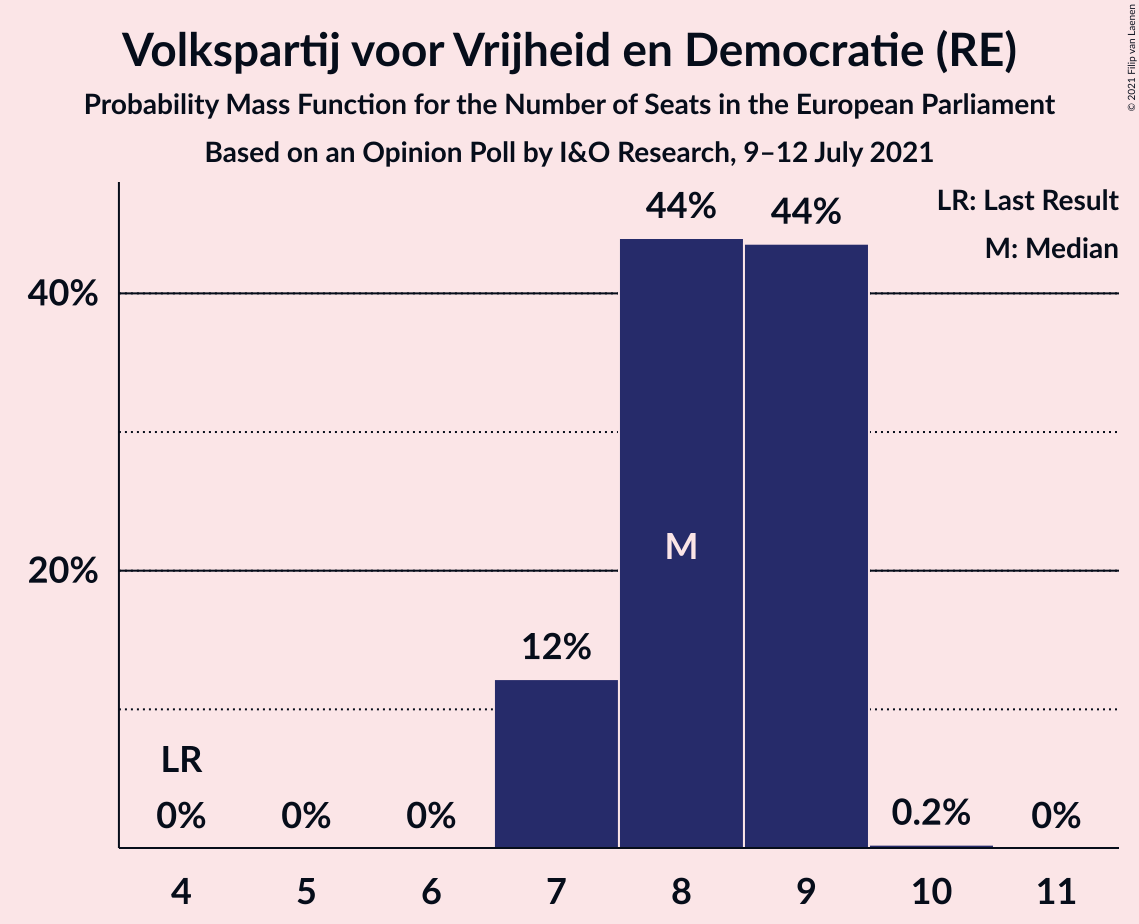 Volkspartij voor Vrijheid en Democratie (RE)
Probability Mass Function for the Number of Seats in the European Parliament
Based on an Opinion Poll by I&O Research, 9–12 July 2021
© 2021 Filip van Laenen
LR: Last Result
M: Median
44%
44%
40%
M
20%
12%
LR
0%
0%
0%
0.2%
0%
4
5
6
7
8
9
10
11